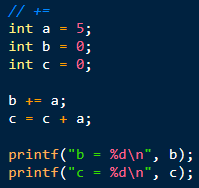 // +=
int a = 5;
int b = 0;
int c = 0;
b += a;
c = c + a;
printf("b = %d\n", b);
printf("c = %d\n", c);